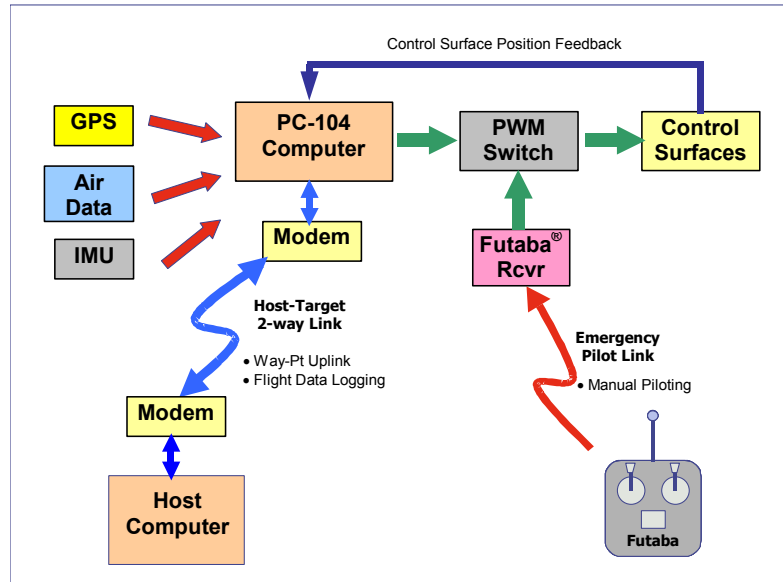 Control Surface Position Feedback
GPS
Air
Data
IMU
PC-104
Computer
PWM
Switch
Control
Surfaces
Modem
Futaba®
Rcvr
Host-Target
2-way Link
• Way-Pt Uplink
• Flight Data Logging
Emergency
Pilot Link
• Manual Piloting
Modem
Host
Computer
Futaba